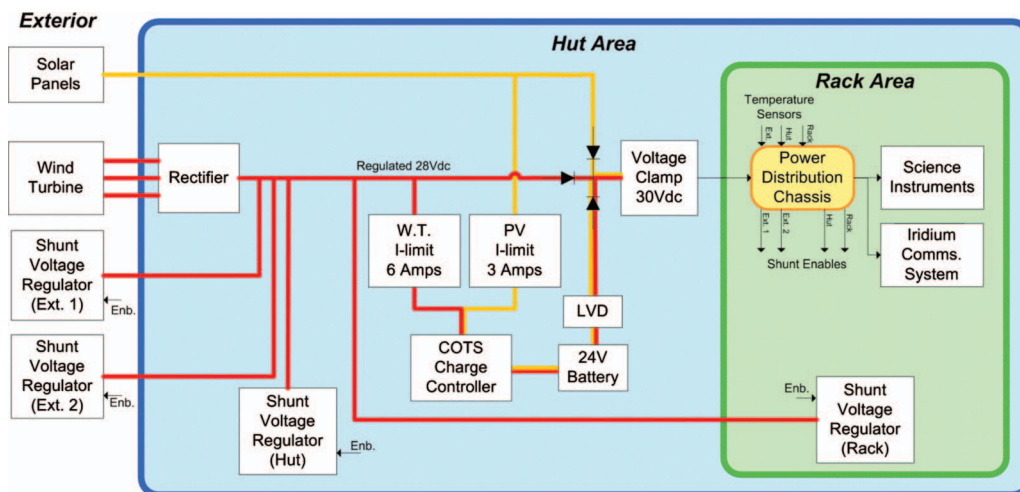 Exterior
Hut Area
Rack Area
Solar
Panels
Wind
Turbine
Rectifier
Regulated 28Vdc
Voltage
Clamp
30Vdc
Temperature
Sensors
Ext.
Hut
Rack
Power
Distribution
Chassis
Ext. 1
Ext. 2
Hut
Rack
Shunt Enables
Science
Instruments
Iridium
Comms.
System
Shunt
Voltage
Regulator
(Ext. 1)
Enb.
W.T.
I-limit
6 Amps
PV
I-limit
3 Amps
LVD
Shunt
Voltage
Regulator
(Ext. 2)
Enb.
COTS
Charge
Controller
24V
Battery
Shunt
Voltage
Regulator
(Hut)
Enb.
Enb.
Shunt
Voltage
Regulator
(Rack)